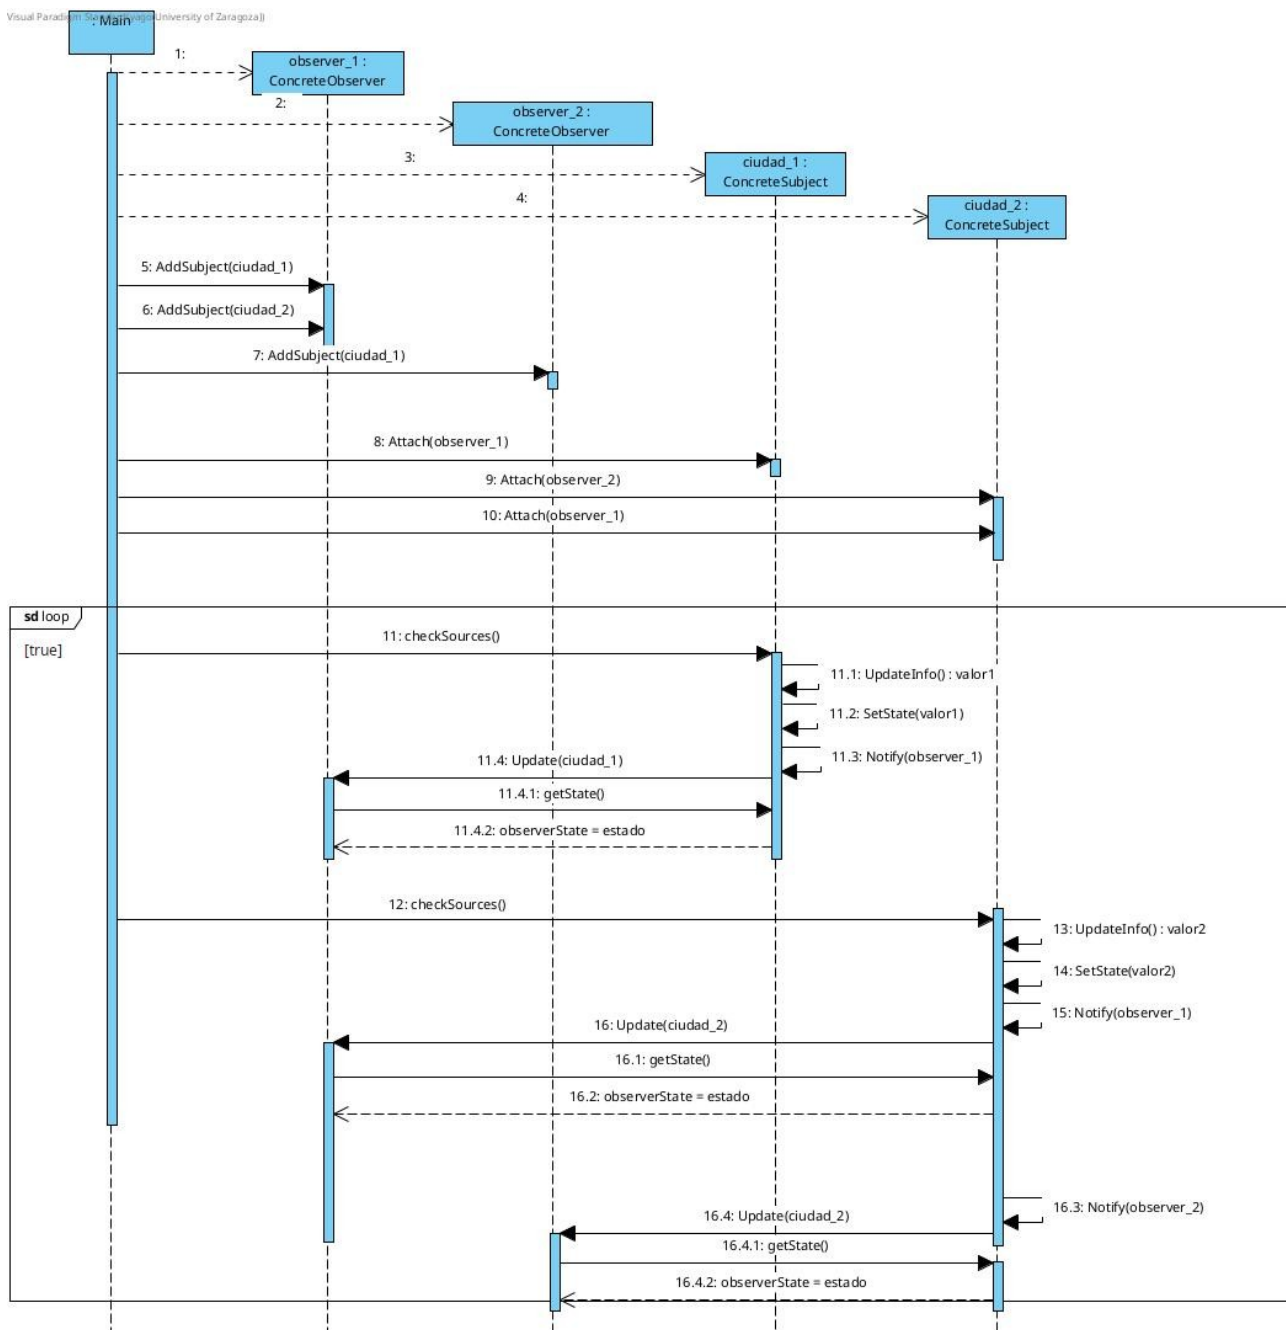 Visual Paradigm Standard(yago(University of Zaragoza))
: Main
1:
observer_1 :
ConcreteObserver
2:
observer_2 :
ConcreteObserver
3:
ciudad_1 :
ConcreteSubject
4:
ciudad_2 :
ConcreteSubject
5: AddSubject(ciudad_1)
6: AddSubject(ciudad_2)
7: AddSubject(ciudad_1)
8: Attach(observer_1)
9: Attach(observer_2)
10: Attach(observer_1)
sd loop
[true]
11: checkSources()
11.1: UpdateInfo() : valor1
11.2: SetState(valor1)
11.3: Notify(observer_1)
11.4: Update(ciudad_1)
11.4.1: getState()
11.4.2: observerState = estado
12: checkSources()
13: UpdateInfo() : valor2
14: SetState(valor2)
15: Notify(observer_1)
16: Update(ciudad_2)
16.1: getState()
16.2: observerState = estado
16.3: Notify(observer_2)
16.4: Update(ciudad_2)
16.4.1: getState()
16.4.2: observerState = estado